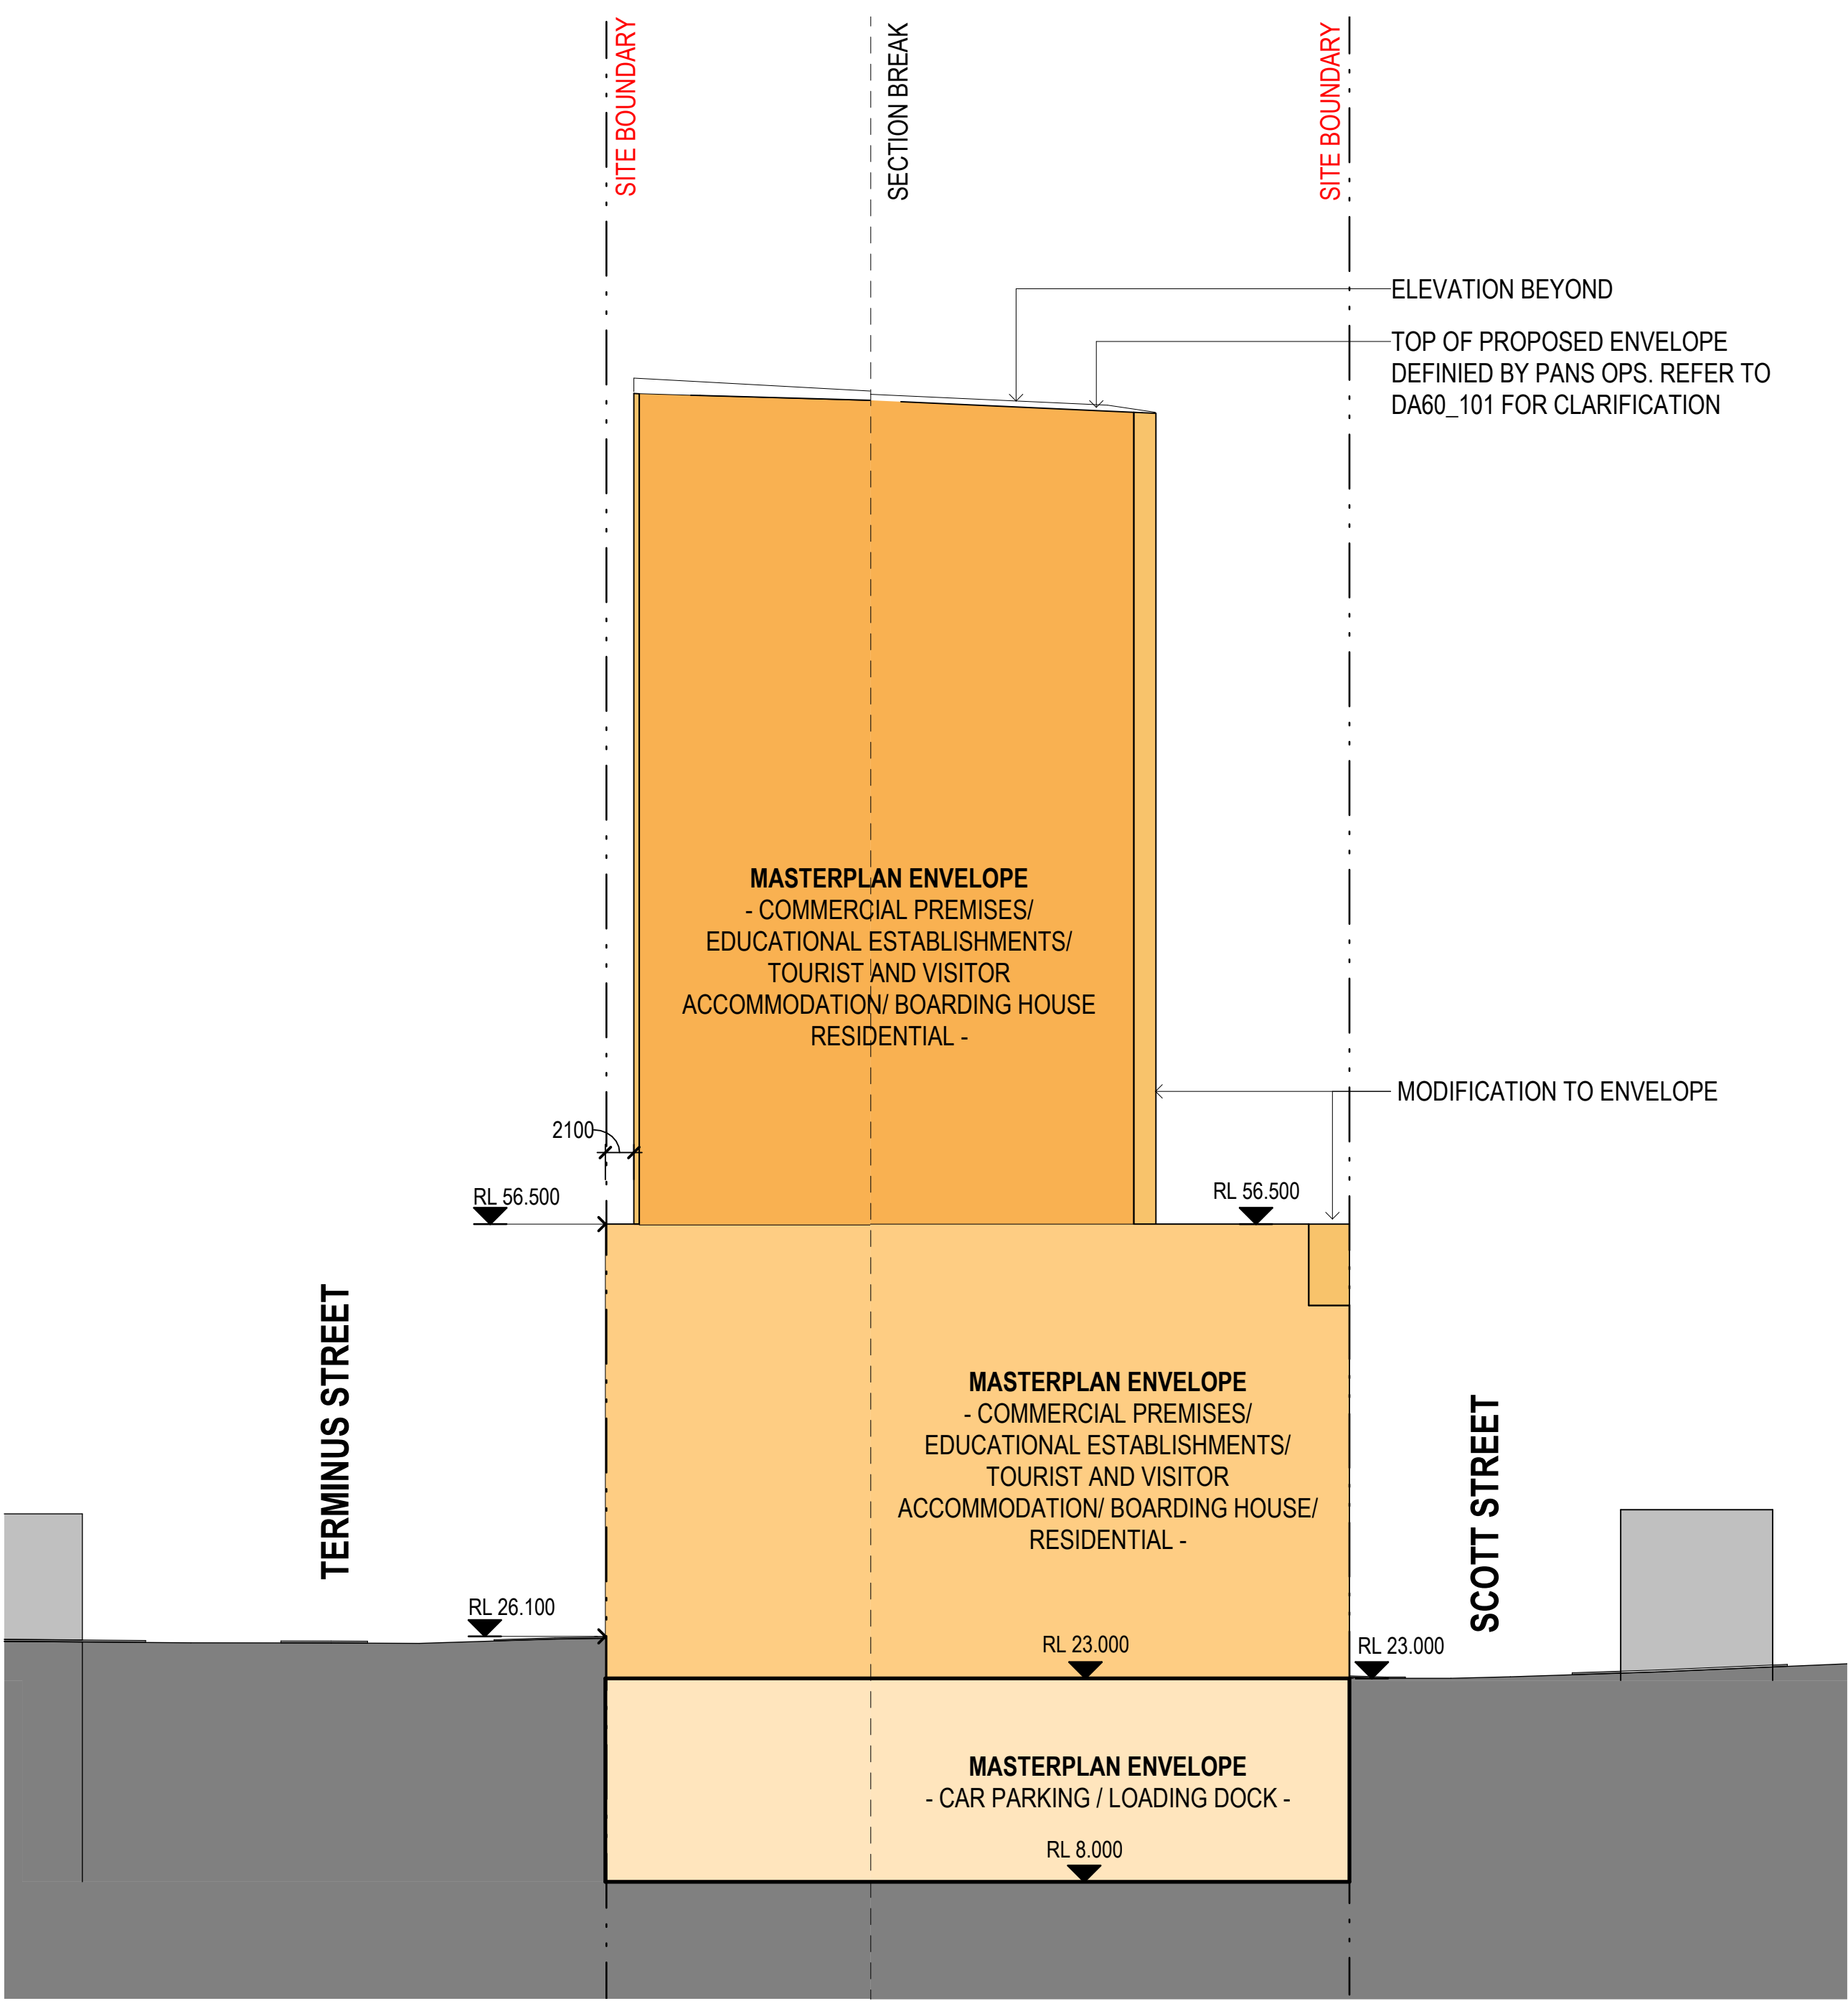 SITE BOUNDARY
SECTION BREAK
SITE BOUNDARY
ELEVATION BEYOND
TOP OF PROPOSED ENVELOPE
DEFINIED BY PANS OPS. REFER TO
DA60_101 FOR CLARIFICATION
MASTERPLAN ENVELOPE
- COMMERCIAL PREMISES/
EDUCATIONAL ESTABLISHMENTS/
TOURIST AND VISITOR
ACCOMMODATION/ BOARDING HOUSE
RESIDENTIAL -
MODIFICATION TO ENVELOPE
2100
RL 56.500
RL 56.500
TERMINUS STREET
MASTERPLAN ENVELOPE
- COMMERCIAL PREMISES/
EDUCATIONAL ESTABLISHMENTS/
TOURIST AND VISITOR
ACCOMMODATION/ BOARDING HOUSE/
RESIDENTIAL -
SCOTT STREET
RL 26.100
RL 23.000
RL 23.000
MASTERPLAN ENVELOPE
- CAR PARKING / LOADING DOCK -
RL 8.000